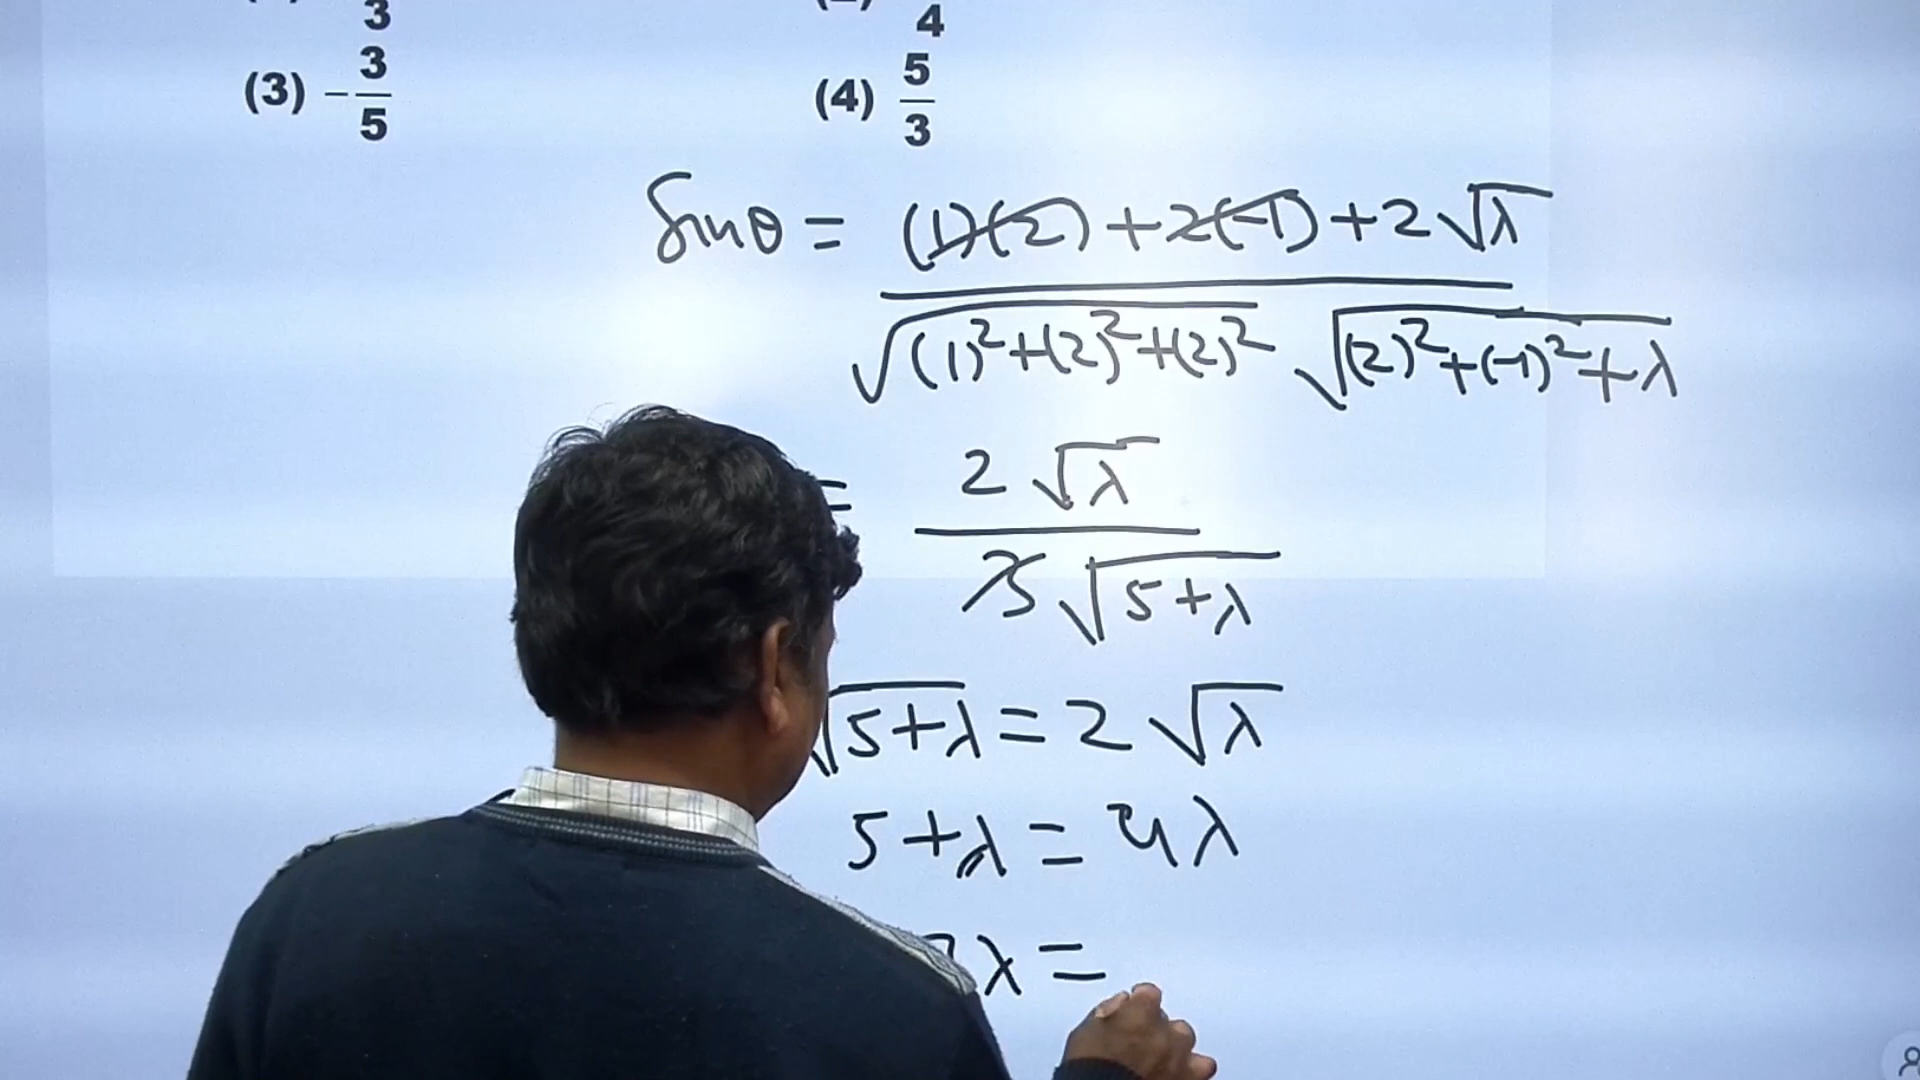 3 4
(3) -3/5 (4) 5/3
sinθ = (1)(2) + 2(-1) + 2√λ / √(1)²+(2)²+(2)² √(2)²+(-1)²+λ
= 2√λ / 3√5+λ
√5+λ = 2√λ
5+λ = 4λ
λ =